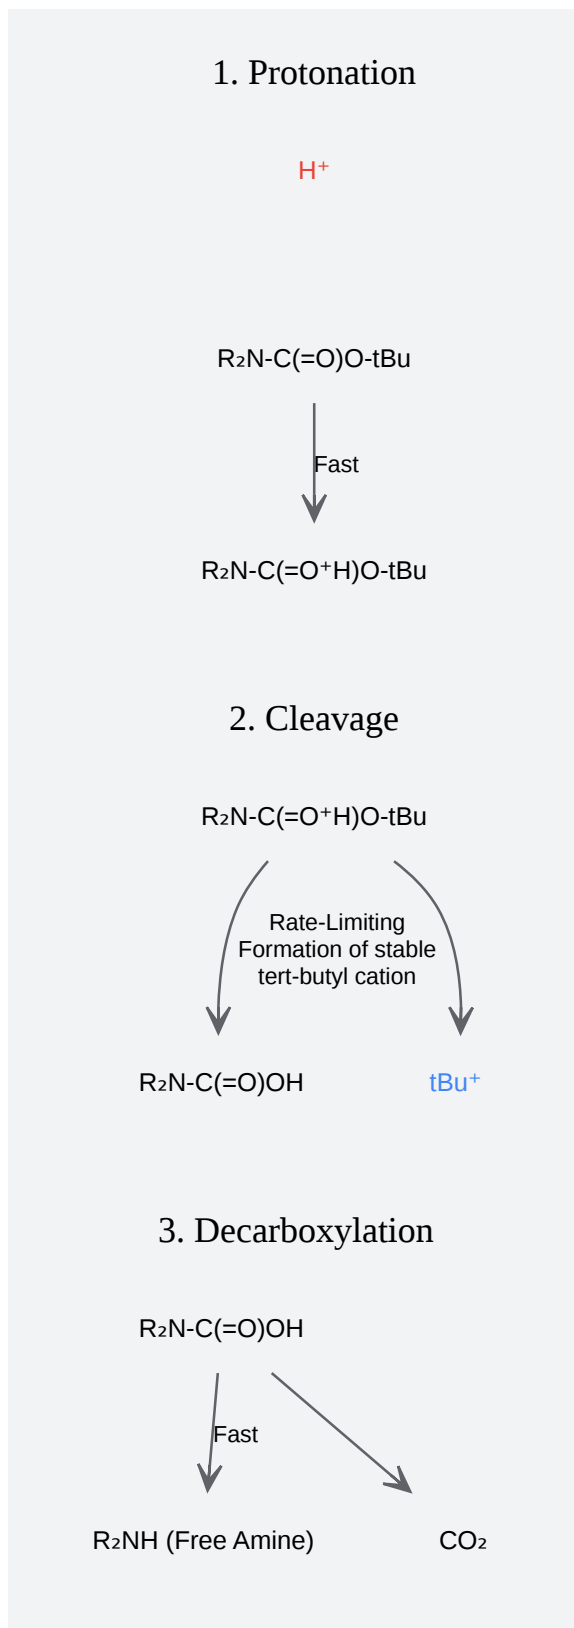 1. Protonation
H⁺
R₂N-C(=O)O-tBu
Fast
R₂N-C(=O⁺H)O-tBu
2. Cleavage
R₂N-C(=O⁺H)O-tBu
Rate-Limiting
Formation of stable
tert-butyl cation
R₂N-C(=O)OH
tBu⁺
3. Decarboxylation
R₂N-C(=O)OH
Fast
R₂NH (Free Amine)
CO₂